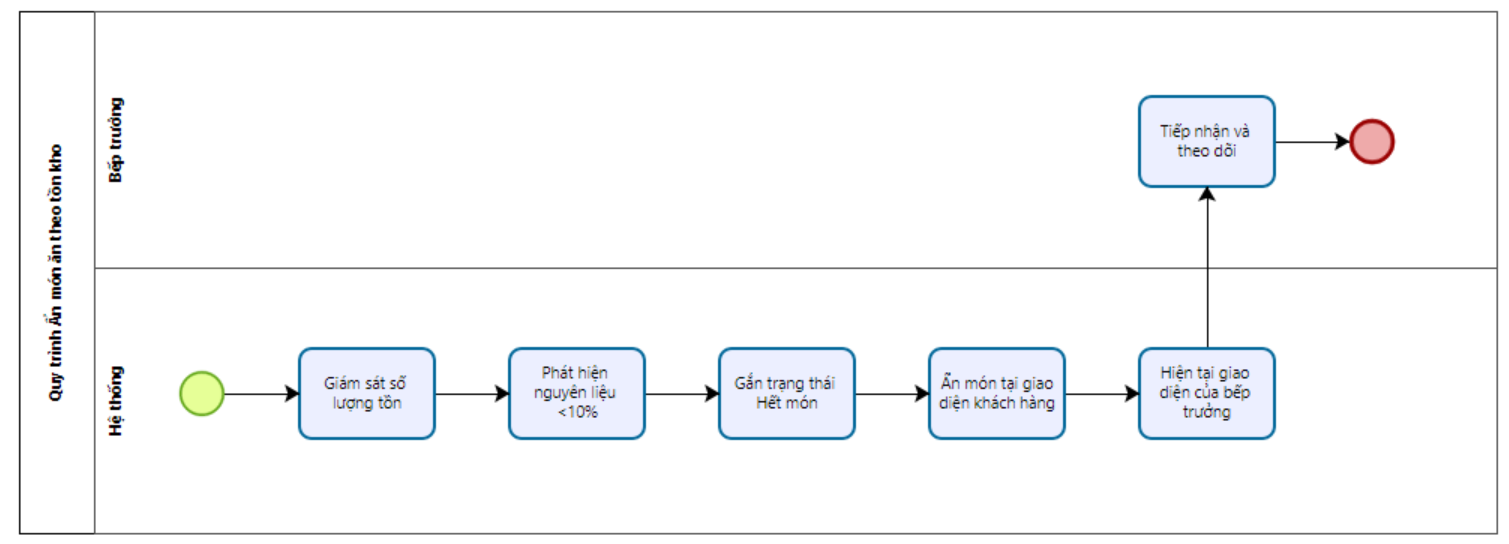 Quy trình Ẩn món ăn theo tồn kho
Bếp trưởng
Tiếp nhận và
theo dõi
Hệ thống
Giám sát số
lượng tồn
Phát hiện
nguyên liệu
<10%
Gắn trạng thái
Hết món
Ẩn món tại giao
diện khách hàng
Hiện tại giao
diện của bếp
trưởng